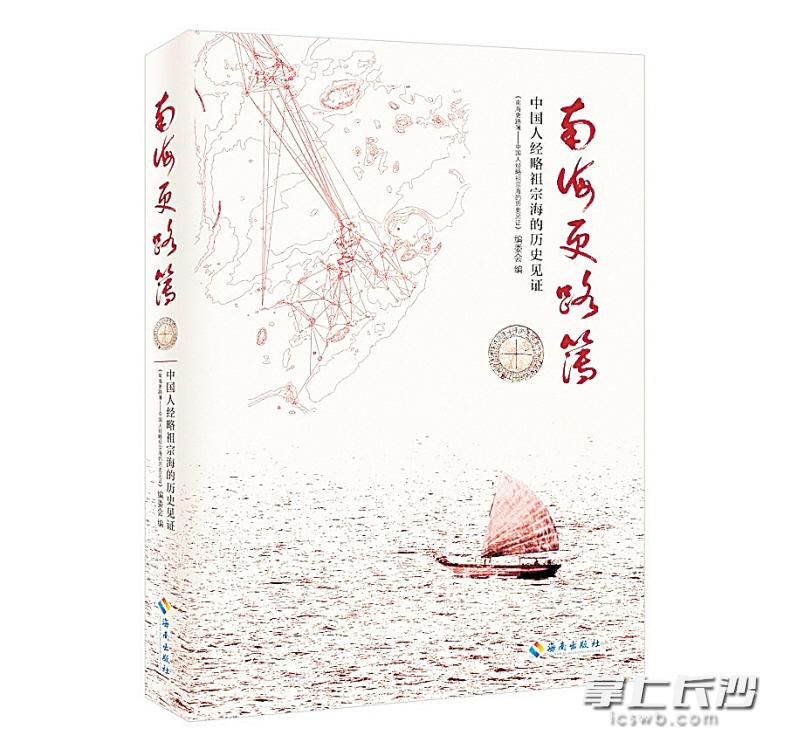 南海更路簿
中国人经略祖宗海的历史见证
《南海更路簿——中国人经略祖宗海的历史见证》编委会 编
海南出版社
南海更路簿
中国人经略祖宗海的历史见证
《南海更路簿——中国人经略祖宗海的历史见证》编委会 编
海南出版社
掌上长沙
icswb.com